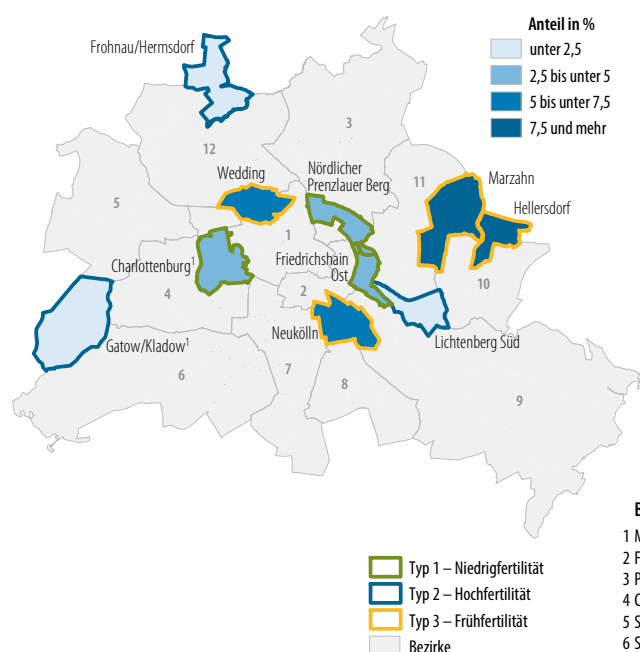 Anteil in %
unter 2,5
2,5 bis unter 5
5 bis unter 7,5
7,5 und mehr
Frohnau/Hermsdorf
3
12
Nördlicher
Prenzlauer Berg
Wedding
11
Marzahn
5
Hellersdorf
1
Charlottenburg¹
Friedrichshain
Ost
10
4
2
Neukölln
Lichtenberg Süd
Gatow/Kladow¹
6
7
8
9
B
1 M
2 F
3 P
4 C
5 S
6 S
Typ 1 – Niedrigfertilität
Typ 2 – Hochfertilität
Typ 3 – Frühfertilität
Bezirke